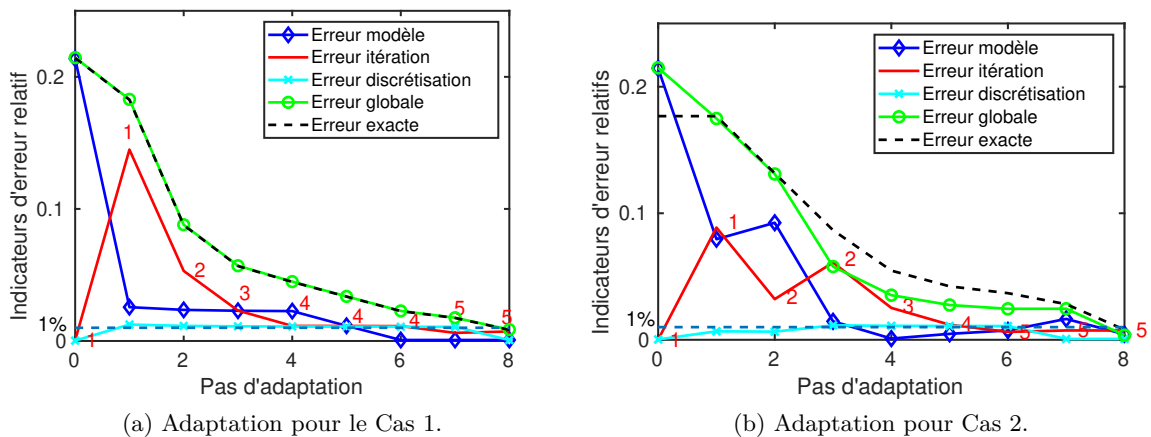 Indicateurs d'erreur relatif
0.2
0.1
1%
0
0 2 4 6 8
Pas d'adaptation
Erreur modèle
Erreur itération
Erreur discrétisation
Erreur globale
Erreur exacte
1
1
2
3
4
4
4
5
5
(a) Adaptation pour le Cas 1.
Indicateurs d'erreur relatifs
0.2
0.1
1%
0
0 2 4 6 8
Pas d'adaptation
Erreur modèle
Erreur itération
Erreur discrétisation
Erreur globale
Erreur exacte
1
1
2
2
3
4
5
5
5
(b) Adaptation pour Cas 2.